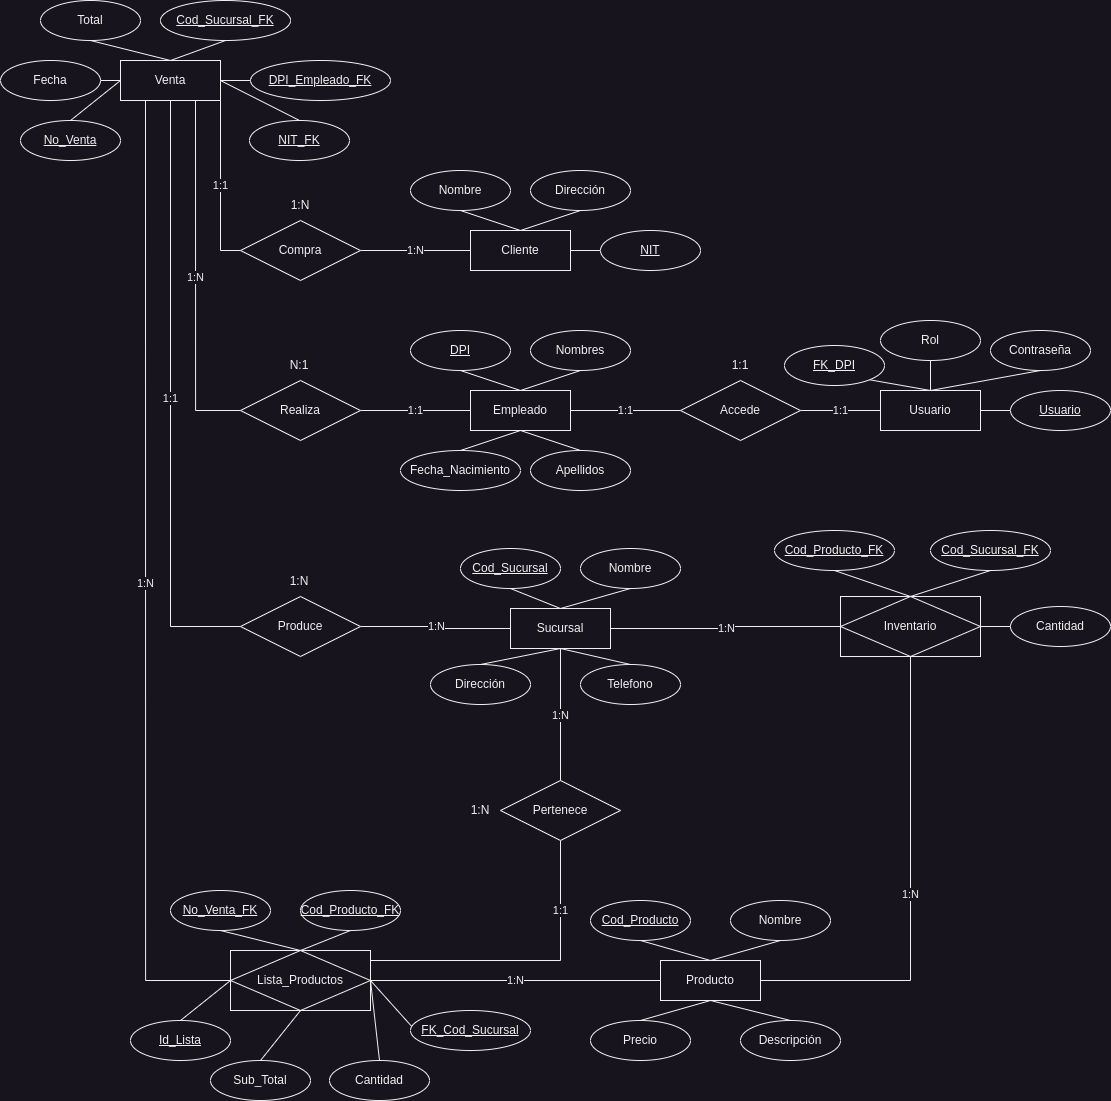 Total
Cod_Sucursal_FK
Fecha
Venta
DPI_Empleado_FK
No_Venta
NIT_FK
1:1
Nombre
Dirección
1:N
Compra
1:N
Cliente
NIT
1:N
DPI
Nombres
Rol
Contraseña
FK_DPI
N:1
1:1
1:1
Realiza
1:1
Empleado
1:1
Accede
1:1
Usuario
Usuario
Fecha_Nacimiento
Apellidos
Cod_Producto_FK
Cod_Sucursal_FK
Cod_Sucursal
Nombre
1:N
1:N
Produce
1:N
Sucursal
1:N
Inventario
Cantidad
Dirección
Telefono
1:N
1:N
Pertenece
1:N
No_Venta_FK
Cod_Producto_FK
1:1
Cod_Producto
Nombre
Lista_Productos
1:N
Producto
Id_Lista
FK_Cod_Sucursal
Precio
Descripción
Sub_Total
Cantidad